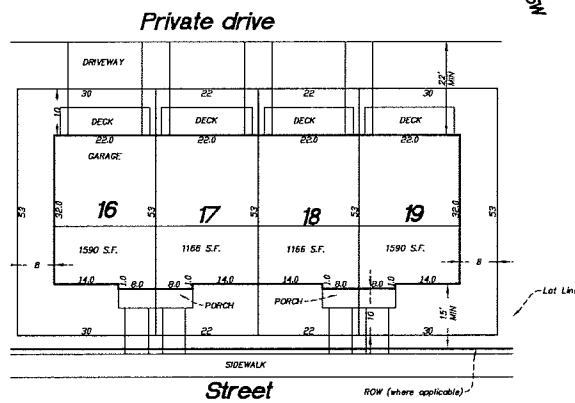 Private drive
ROW
DRIVEWAY
22' MIN
30 22 22 30
10
DECK DECK DECK DECK
22.0 22.0 22.0 22.0
GARAGE
53 32.0 16 53 17 53 18 53 19 32.0 53
1590 S.F. 1166 S.F. 1166 S.F. 1590 S.F.
8 8
14.0 1.0 8.0 8.0 1.0 14.0 14.0 1.0 8.0 8.0 1.0 14.0
PORCH PORCH
10' 15' MIN
Lot Line
30 22 22 30
SIDEWALK
Street
ROW (where applicable)